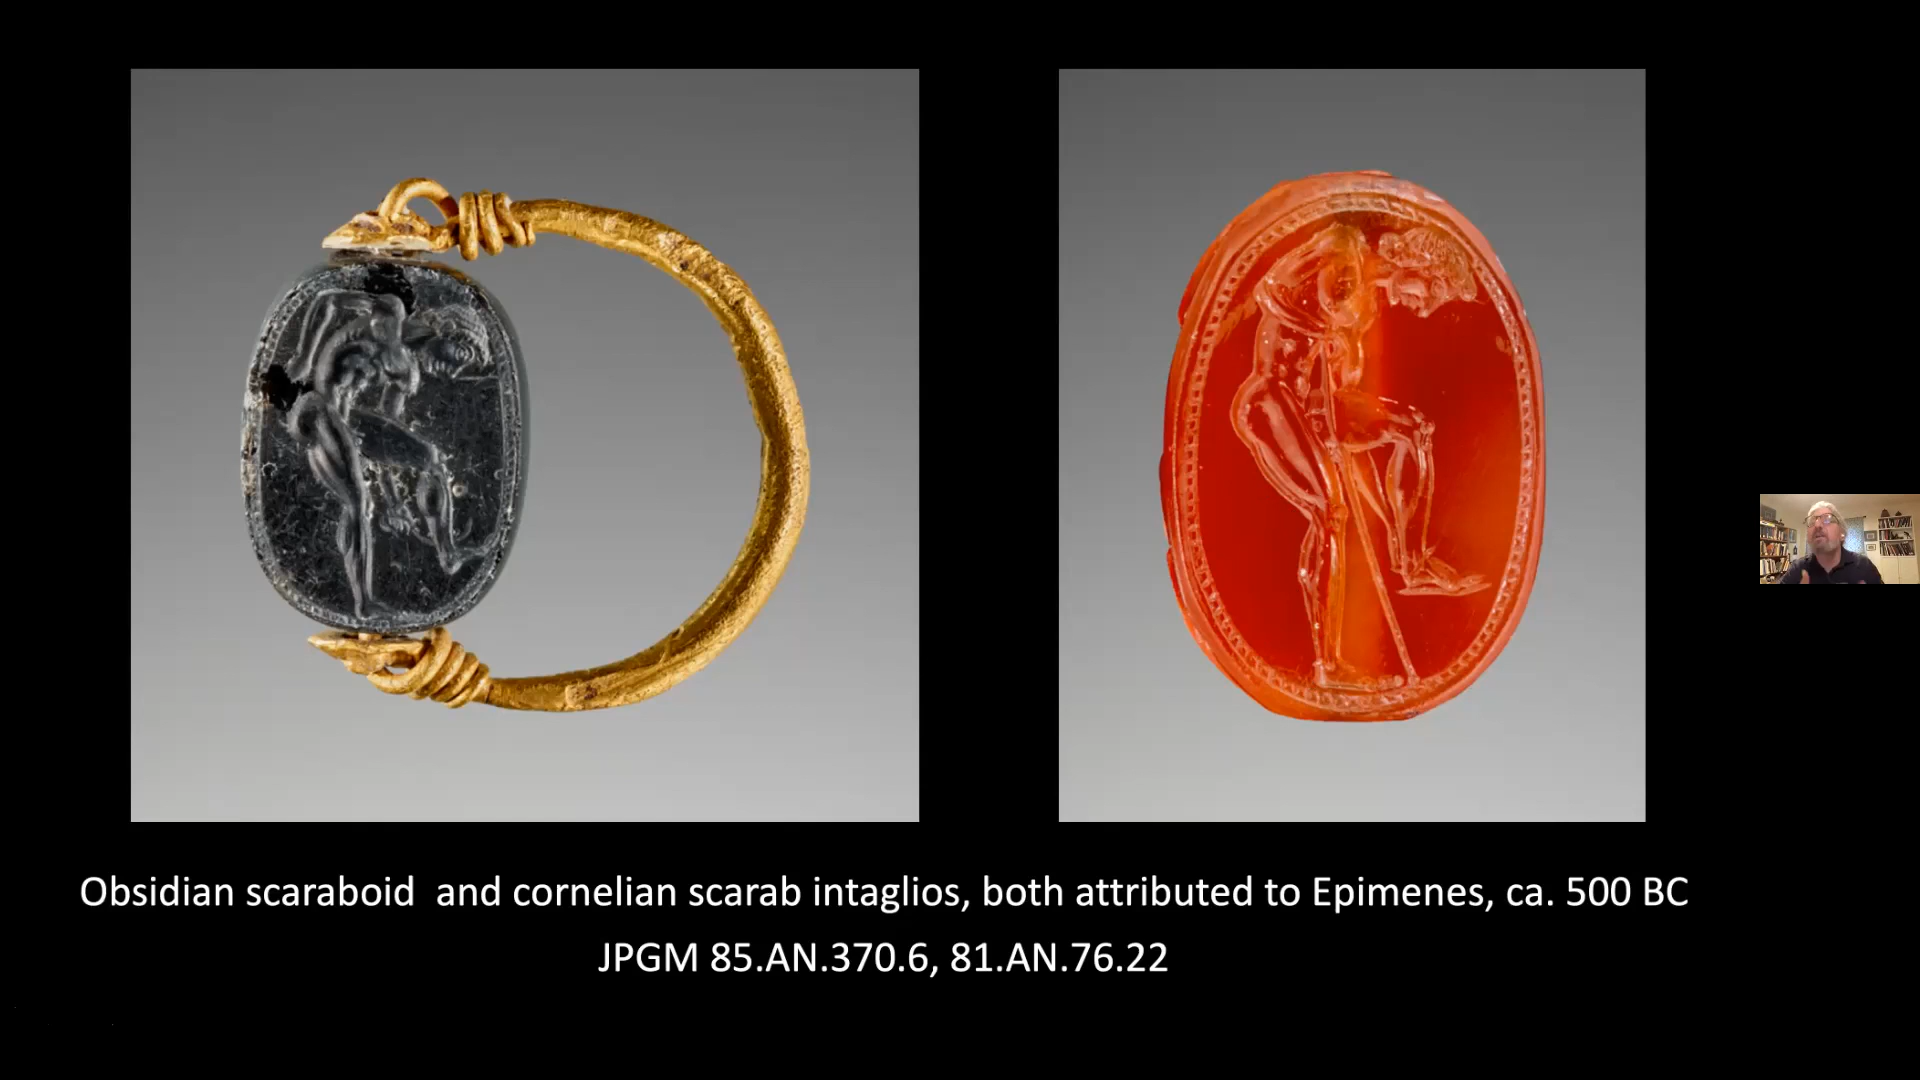 Obsidian scaraboid  and cornelian scarab intaglios, both attributed to Epimenes, ca. 500 BC
JPGM 85.AN.370.6, 81.AN.76.22